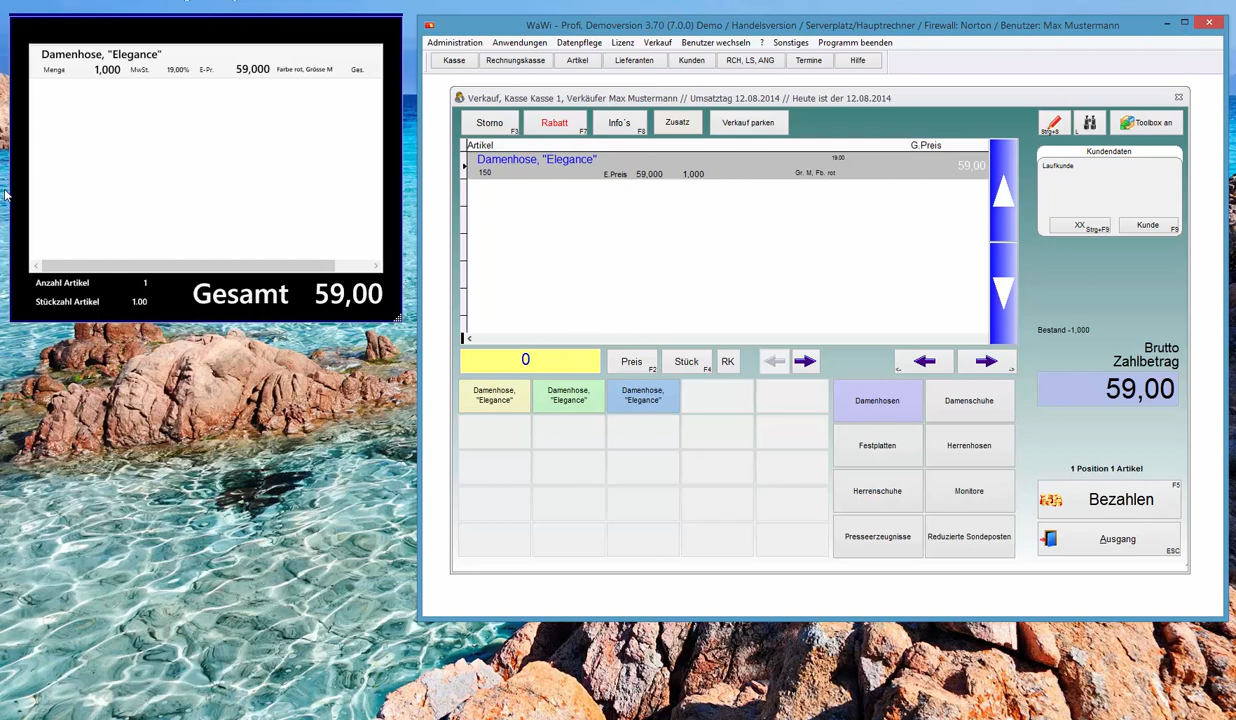 Damenhose, "Elegance"
Menge 1,000 MwSt. 19,00% E-Pr. 59,000 Farbe rot, Grösse M Ges.
Anzahl Artikel 1
Stückzahl Artikel 1.00
Gesamt 59,00
WaWi - Profi. Demoversion 3.70 (7.0.0) Demo / Handelsversion / Serverplatz/Hauptrechner / Firewall: Norton / Benutzer: Max Mustermann
Administration Anwendungen Datenpflege Lizenz Verkauf Benutzer wechseln ? Sonstiges Programm beenden
Kasse Rechnungskasse Artikel Lieferanten Kunden RCH, LS, ANG Termine Hilfe
Verkauf, Kasse Kasse 1, Verkäufer Max Mustermann // Umsatztag 12.08.2014 // Heute ist der 12.08.2014
Storno F3 Rabatt F7 Info`s F8 Zusatz Verkauf parken Strg+S L Toolbox an
Artikel G.Preis
Damenhose, "Elegance" 19.00 59,00
150 E.Preis 59,000 1,000 Gr. M, Fb. rot
Kundendaten
Laufkunde
XX Strg+F9 Kunde F9
Bestand -1,000
Brutto
Zahlbetrag
59,00
0 Preis F2 Stück F4 RK
Damenhose, "Elegance"
Damenhose, "Elegance"
Damenhose, "Elegance"
Damenhosen Damenschuhe
Festplatten Herrenhosen
Herrenschuhe Monitore
Presseerzeugnisse Reduzierte Sondeposten
1 Position 1 Artikel
Bezahlen F5
Ausgang ESC